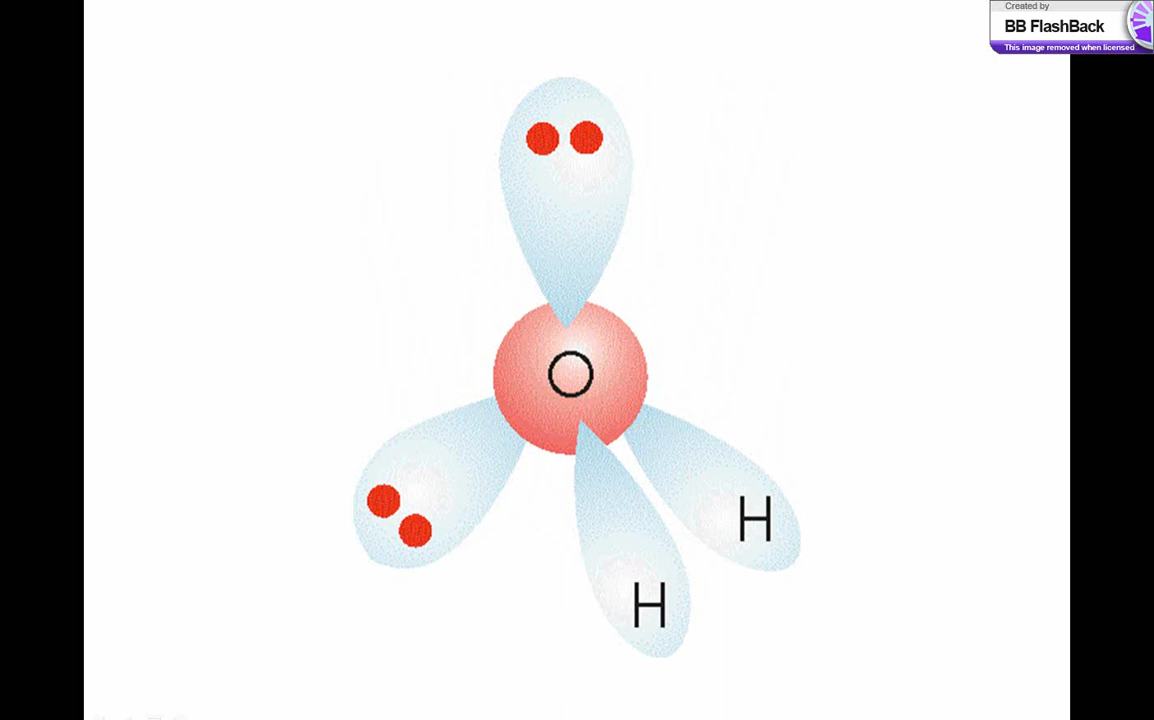 Created by
BB FlashBack
This image removed when licensed
O
H
H